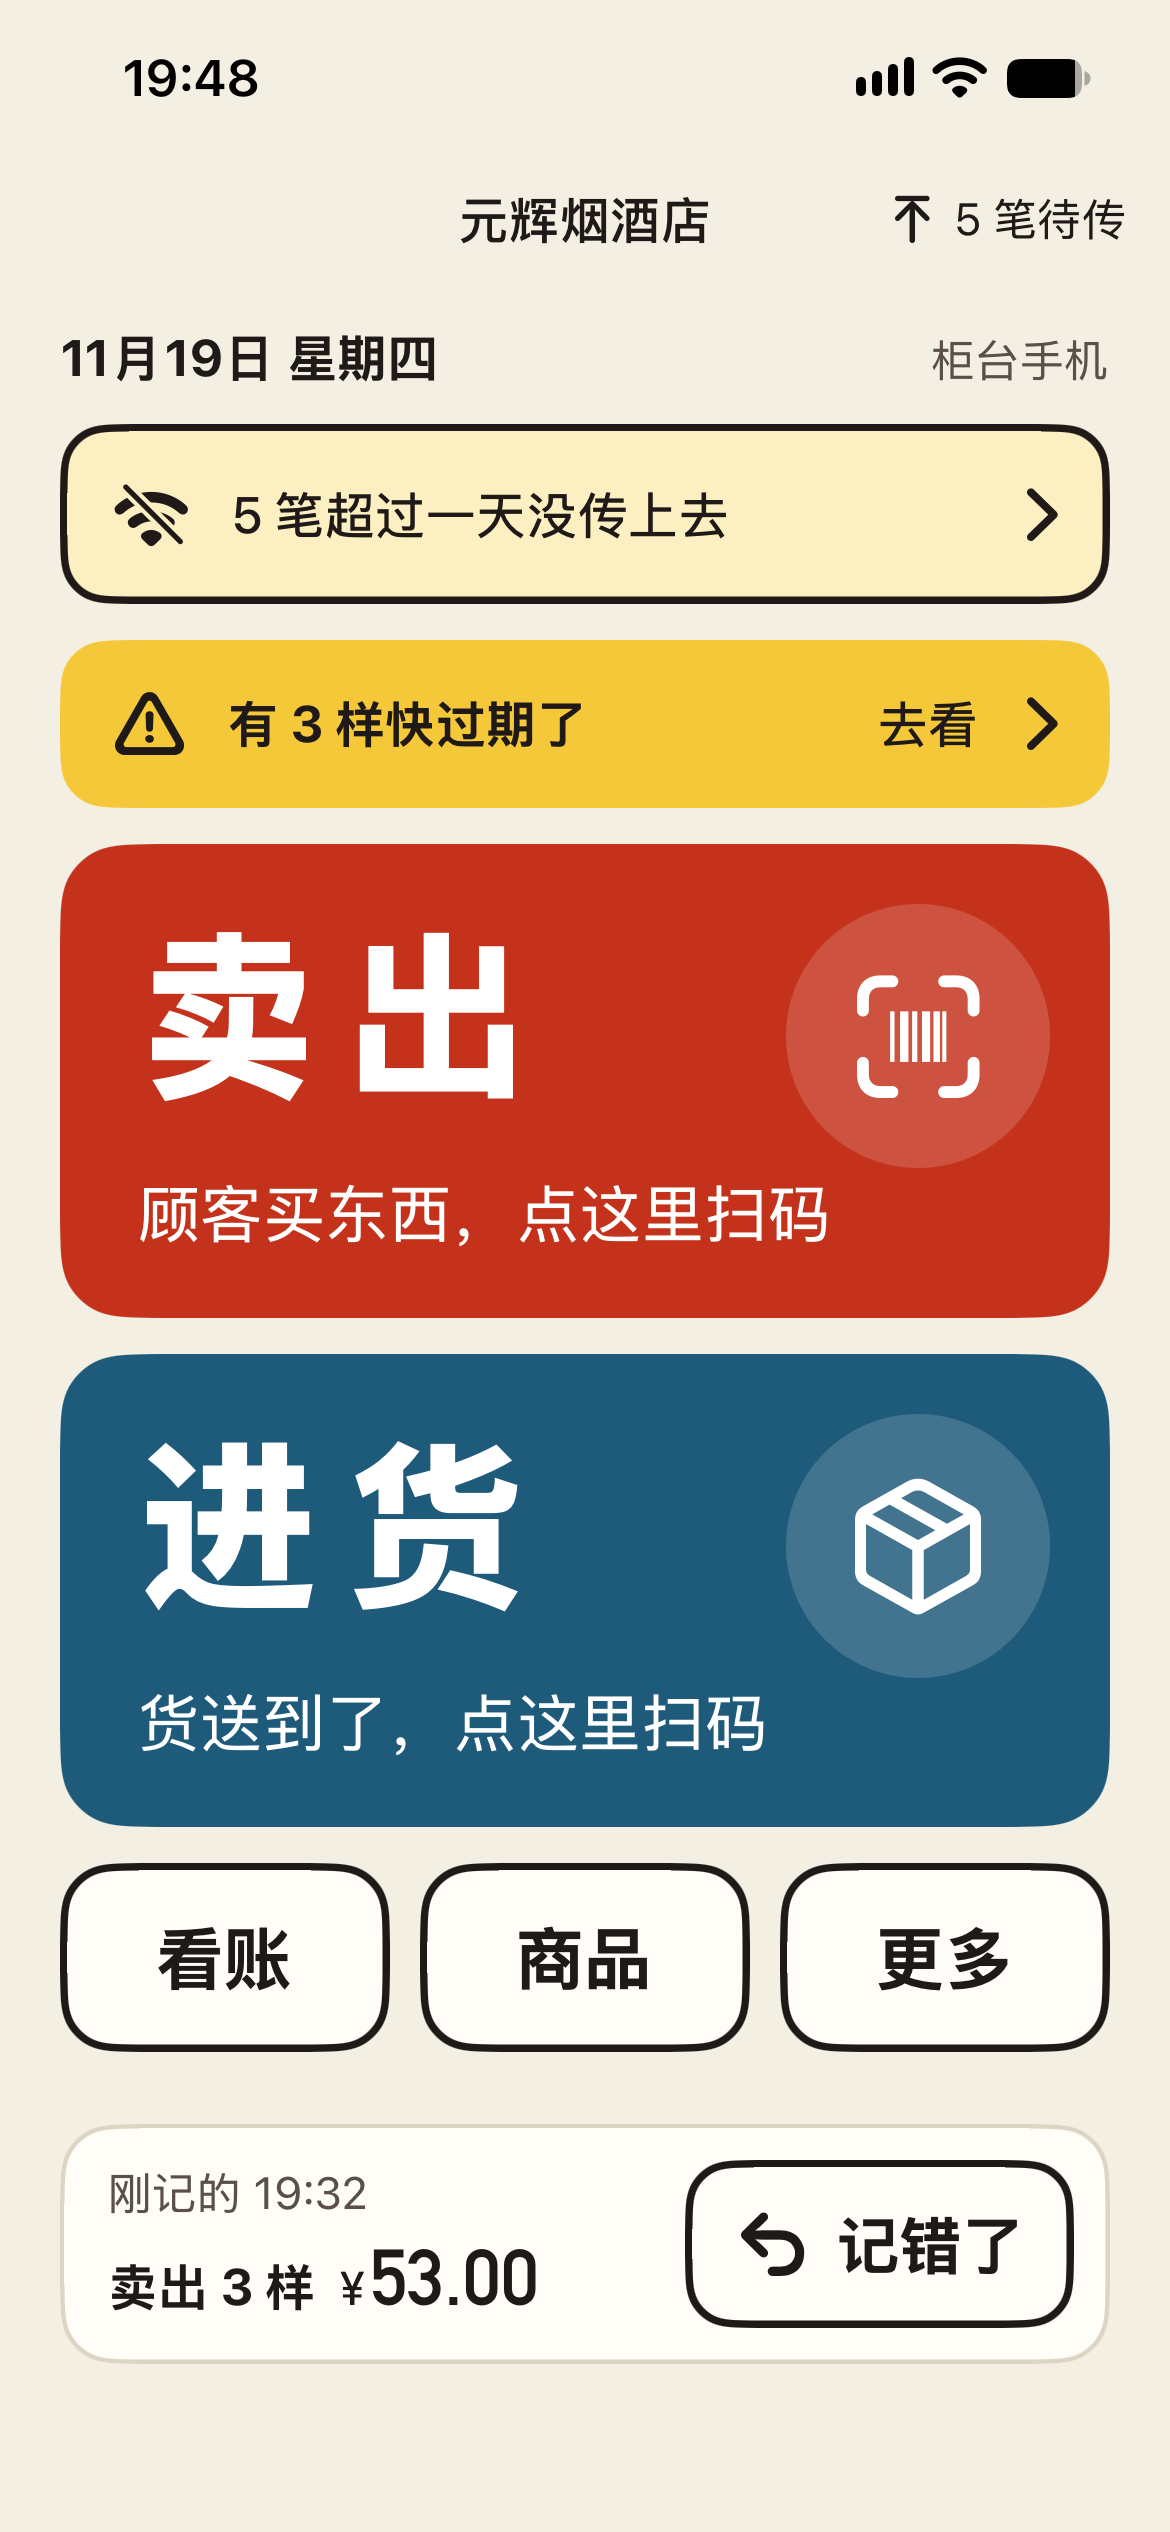 19:48
元辉烟酒店
5 笔待传
11月19日 星期四
柜台手机
5 笔超过一天没传上去
有 3 样快过期了
去看
卖出
顾客买东西，点这里扫码
进货
货送到了，点这里扫码
看账
商品
更多
刚记的 19:32
卖出 3 样 ¥53.00
记错了